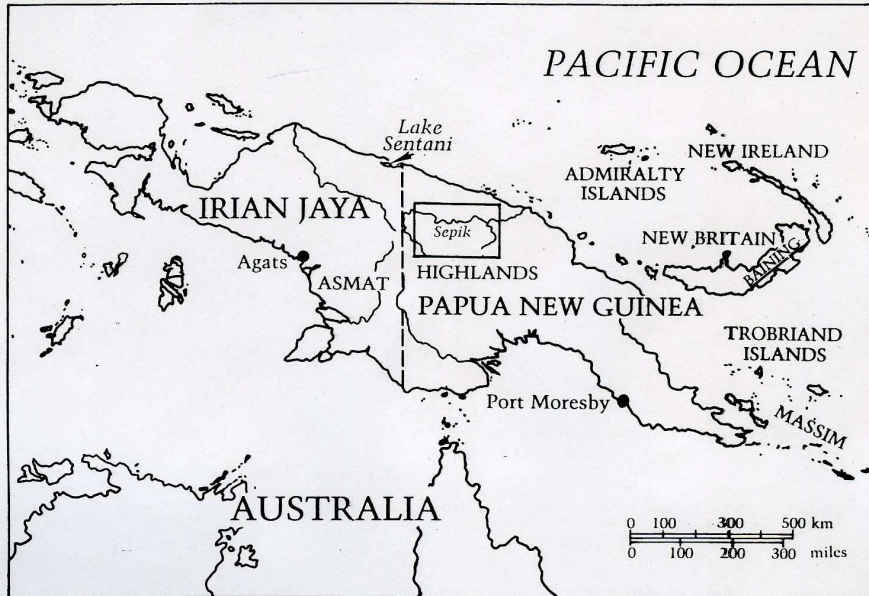 PACIFIC OCEAN
Lake
Sentani
NEW IRELAND
ADMIRALTY
ISLANDS
IRIAN JAYA
Sepik
NEW BRITAIN
BAINING
Agats
HIGHLANDS
ASMAT
PAPUA NEW GUINEA
TROBRIAND
ISLANDS
Port Moresby
MASSIM
AUSTRALIA
0 100 300 500 km
0 100 200 300 miles